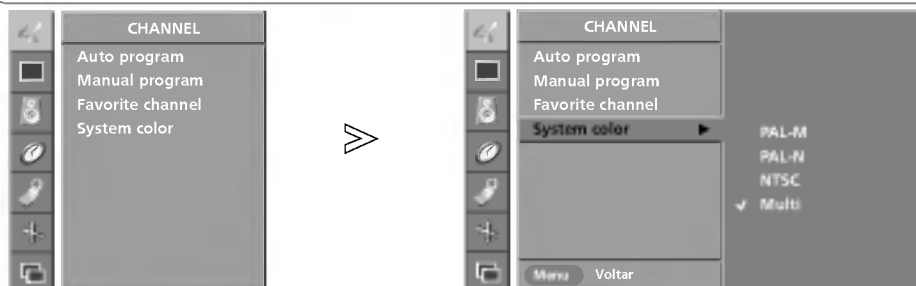 CHANNEL
Auto program
Manual program
Favorite channel
System color
CHANNEL
Auto program
Manual program
Favorite channel
System color
PAL-M
PAL-N
NTSC
Multi
Menu Voltar